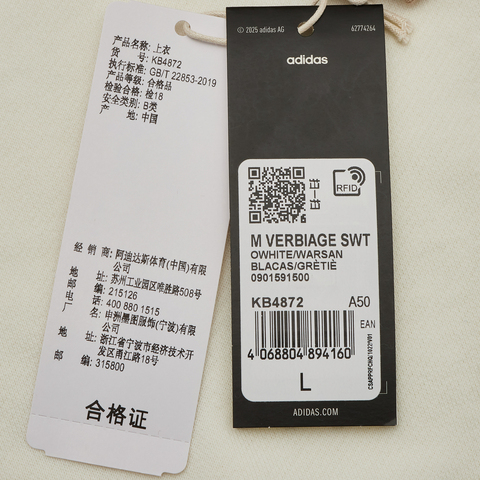 产品名称: 上衣
货 号: KB4872
执行标准: GB/T 22853-2019
产品等级: 合格品
检验合格: 检18
安全类别: B类
产 地: 中国
经 销 商: 阿迪达斯体育(中国)有限
公司
地 址: 苏州工业园区唯胜路508号
邮 编: 215126
电 话: 400 880 1515
厂 名: 申洲服饰(宁波)有限
公司
地 址: 浙江省宁波市经济技术开
发区甬江路18号
邮 编: 315800
合格证
© 2025 adidas AG
62774264
adidas
RFID
M VERBIAGE SWT
OWHITE/WARSAN
BLACAS/GRÈTIÈ
0901591500
KB4872 A50
EAN
4 068804 894160
L
ADIDAS.COM